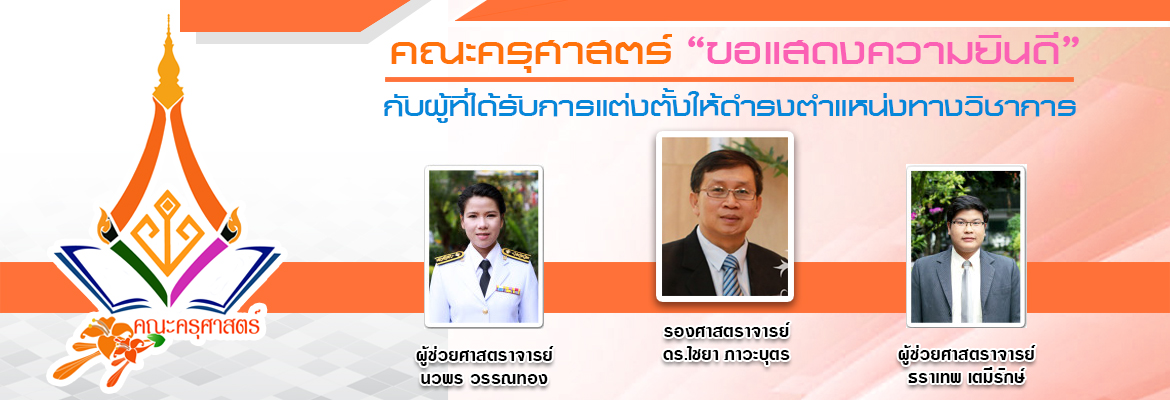 คณะครุศาสตร์ “ขอแสดงความยินดี”
กับผู้ที่ได้รับการแต่งตั้งให้ดำรงตำแหน่งทางวิชาการ
คณะครุศาสตร์
ผู้ช่วยศาสตราจารย์
นวพร วรรณทอง
รองศาสตราจารย์
ดร.ไชยา ภาวะบุตร
ผู้ช่วยศาสตราจารย์
ธราเทพ เตมีรักษ์